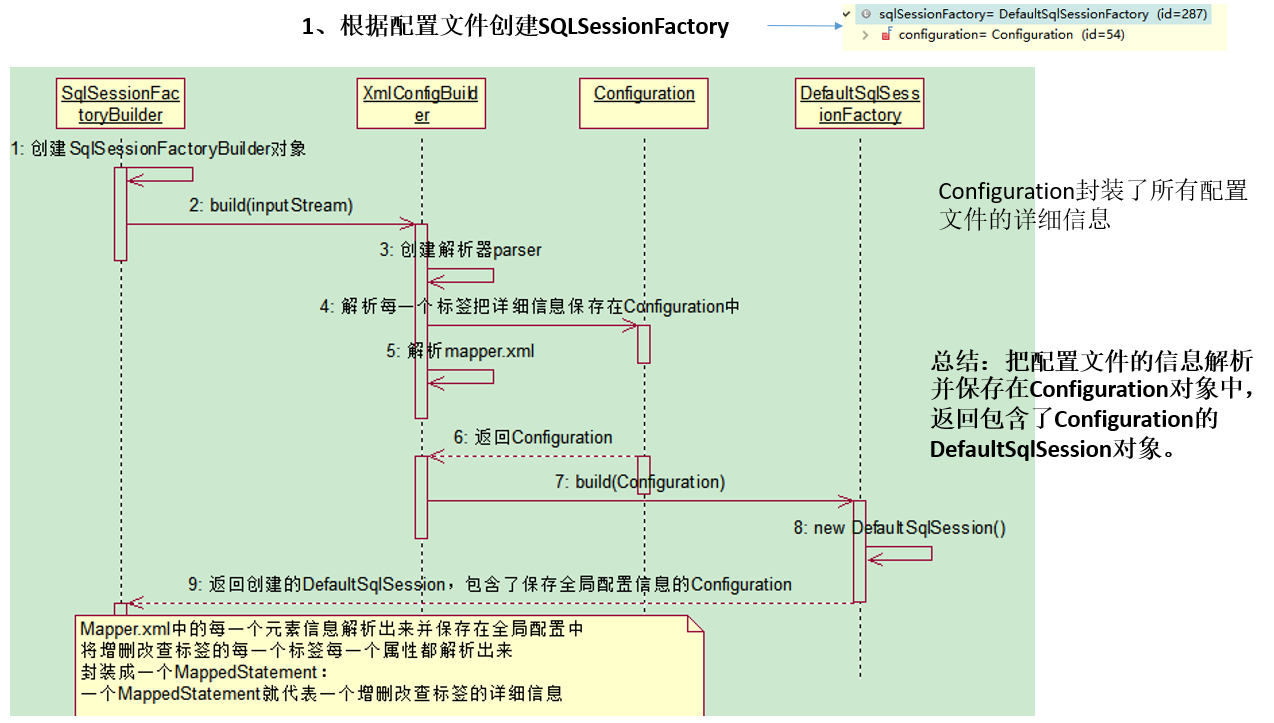 1、根据配置文件创建SQLSessionFactory
sqlSessionFactory= DefaultSqlSessionFactory (id=287)
configuration= Configuration (id=54)
SqlSessionFac
toryBuilder
XmlConfigBuild
er
Configuration
DefaultSqlSess
ionFactory
1: 创建SqlSessionFactoryBuilder对象
2: build(inputStream)
3: 创建解析器parser
4: 解析每一个标签把详细信息保存在Configuration中
5: 解析mapper.xml
6: 返回Configuration
7: build(Configuration)
8: new DefaultSqlSession()
9: 返回创建的DefaultSqlSession，包含了保存全局配置信息的Configuration
Configuration封装了所有配置
文件的详细信息
总结：把配置文件的信息解析
并保存在Configuration对象中，
返回包含了Configuration的
DefaultSqlSession对象。
Mapper.xml中的每一个元素信息解析出来并保存在全局配置中
将增删改查标签的每一个标签每一个属性都解析出来
封装成一个MappedStatement：
一个MappedStatement就代表一个增删改查标签的详细信息